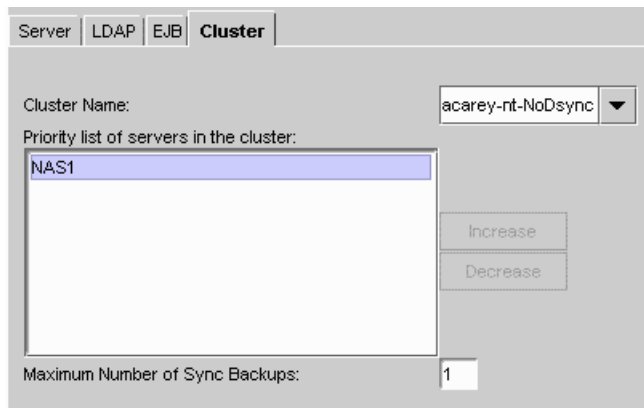 Server LDAP EJB Cluster
Cluster Name: acarey-nt-NoDsync
Priority list of servers in the cluster:
NAS1
Increase
Decrease
Maximum Number of Sync Backups: 1